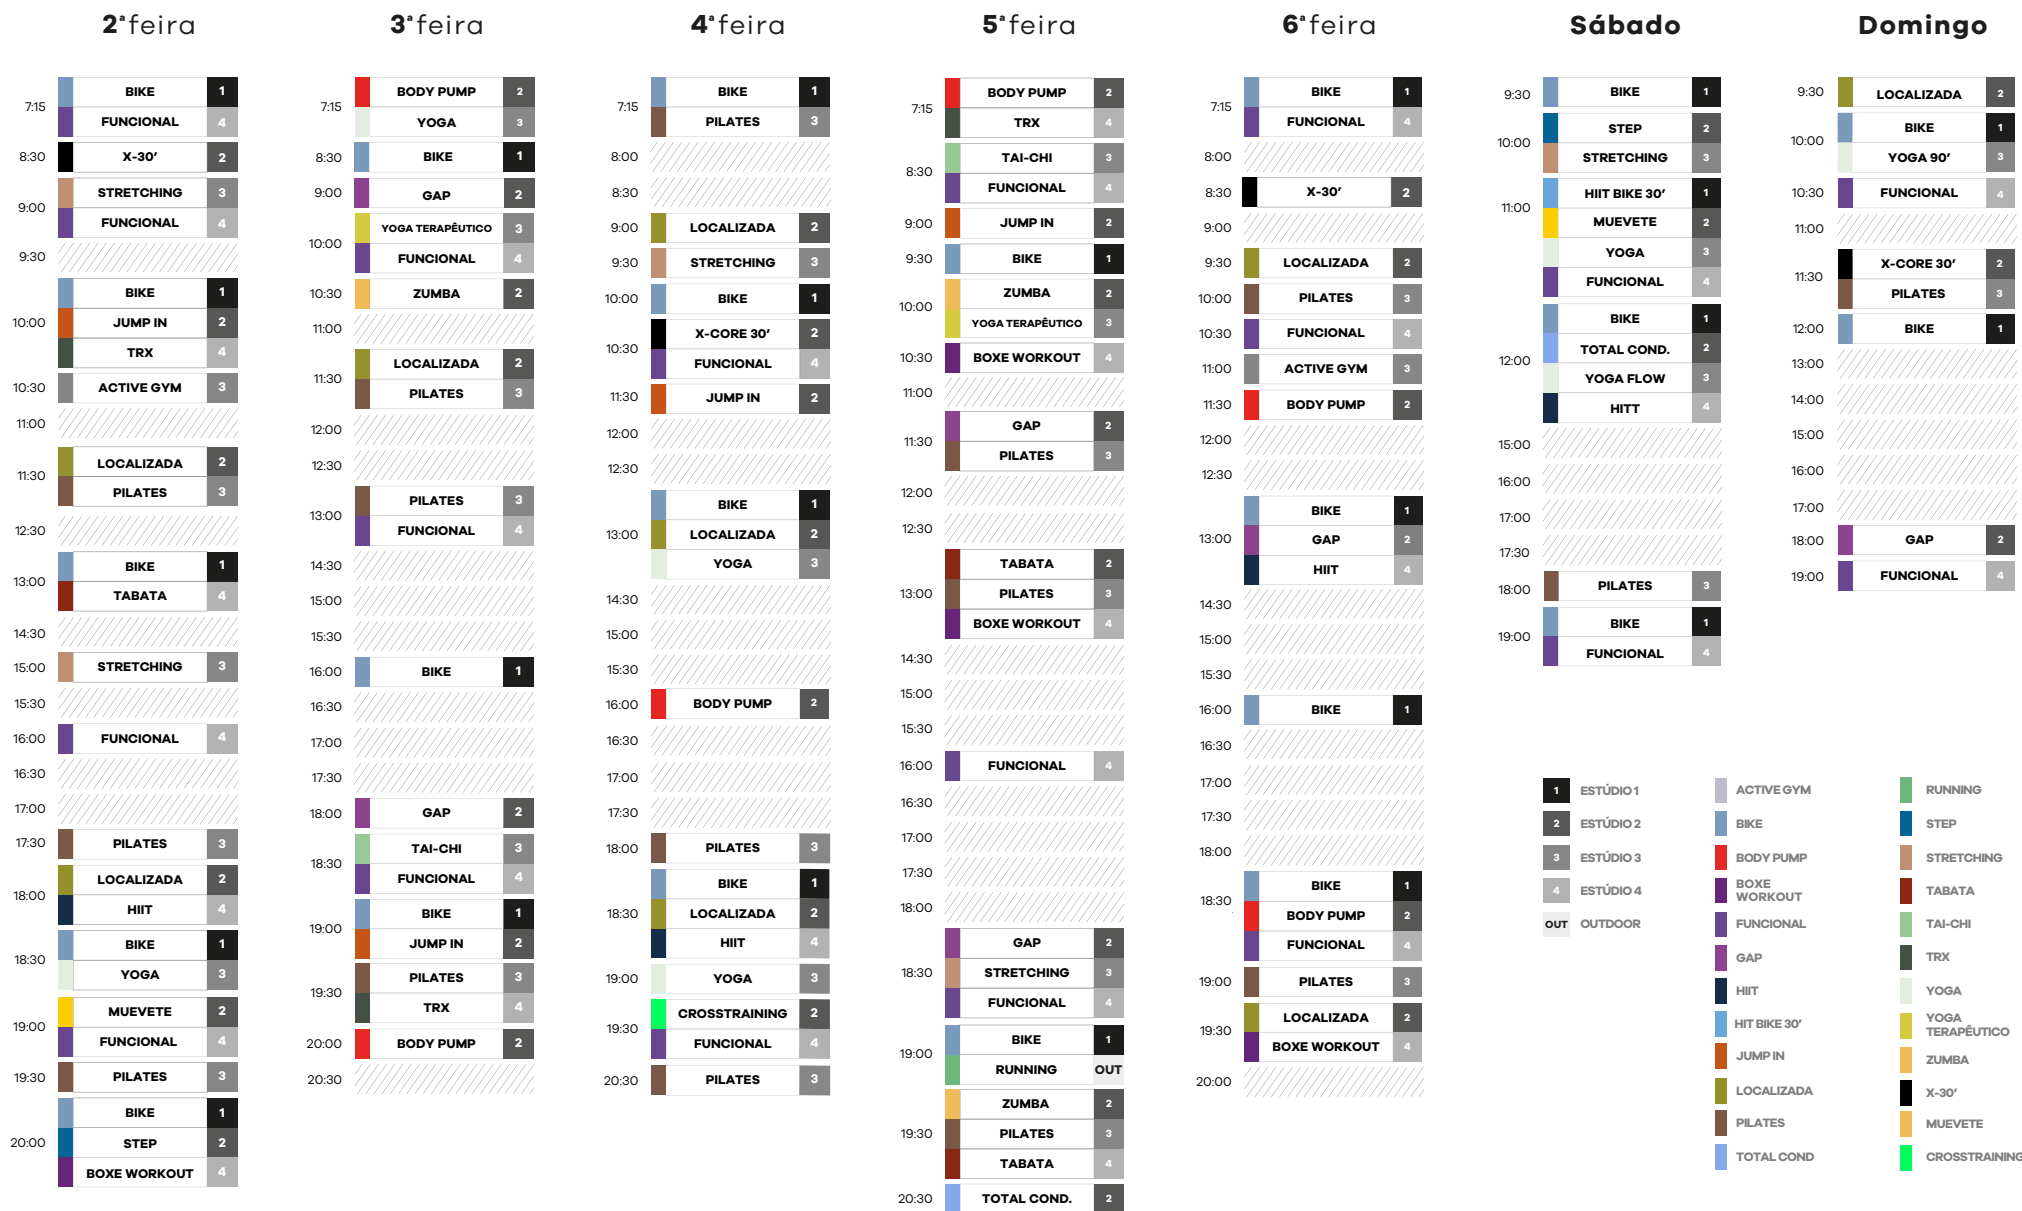 2ªfeira
7:15
BIKE 1
FUNCIONAL 4
8:30
X-30' 2
9:00
STRETCHING 3
FUNCIONAL 4
9:30
10:00
BIKE 1
JUMP IN 2
TRX 4
10:30
ACTIVE GYM 3
11:00
11:30
LOCALIZADA 2
PILATES 3
12:30
13:00
BIKE 1
TABATA 4
14:30
15:00
STRETCHING 3
15:30
16:00
FUNCIONAL 4
16:30
17:00
17:30
PILATES 3
18:00
LOCALIZADA 2
HIIT 4
18:30
BIKE 1
YOGA 3
19:00
MUEVETE 2
FUNCIONAL 4
19:30
PILATES 3
20:00
BIKE 1
STEP 2
BOXE WORKOUT 4
3ªfeira
7:15
BODY PUMP 2
YOGA 3
8:30
BIKE 1
9:00
GAP 2
10:00
YOGA TERAPÊUTICO 3
FUNCIONAL 4
10:30
ZUMBA 2
11:00
11:30
LOCALIZADA 2
PILATES 3
12:00
12:30
13:00
PILATES 3
FUNCIONAL 4
14:30
15:00
15:30
16:00
BIKE 1
16:30
17:00
17:30
18:00
GAP 2
18:30
TAI-CHI 3
FUNCIONAL 4
19:00
BIKE 1
JUMP IN 2
19:30
PILATES 3
TRX 4
20:00
BODY PUMP 2
20:30
4ªfeira
7:15
BIKE 1
PILATES 3
8:00
8:30
9:00
LOCALIZADA 2
9:30
STRETCHING 3
10:00
BIKE 1
10:30
X-CORE 30' 2
FUNCIONAL 4
11:30
JUMP IN 2
12:00
12:30
13:00
BIKE 1
LOCALIZADA 2
YOGA 3
14:30
15:00
15:30
16:00
BODY PUMP 2
16:30
17:00
17:30
18:00
PILATES 3
18:30
BIKE 1
LOCALIZADA 2
HIIT 4
19:00
YOGA 3
19:30
CROSSTRAINING 2
FUNCIONAL 4
20:30
PILATES 3
5ªfeira
7:15
BODY PUMP 2
TRX 4
8:30
TAI-CHI 3
FUNCIONAL 4
9:00
JUMP IN 2
9:30
BIKE 1
10:00
ZUMBA 2
YOGA TERAPÊUTICO 3
10:30
BOXE WORKOUT 4
11:00
11:30
GAP 2
PILATES 3
12:00
12:30
13:00
TABATA 2
PILATES 3
BOXE WORKOUT 4
14:30
15:00
15:30
16:00
FUNCIONAL 4
16:30
17:00
17:30
18:00
18:30
GAP 2
STRETCHING 3
FUNCIONAL 4
19:00
BIKE 1
RUNNING OUT
19:30
ZUMBA 2
PILATES 3
TABATA 4
20:30
TOTAL COND. 2
6ªfeira
7:15
BIKE 1
FUNCIONAL 4
8:00
8:30
X-30' 2
9:00
9:30
LOCALIZADA 2
10:00
PILATES 3
10:30
FUNCIONAL 4
11:00
ACTIVE GYM 3
11:30
BODY PUMP 2
12:00
12:30
13:00
BIKE 1
GAP 2
HIIT 4
14:30
15:00
15:30
16:00
BIKE 1
16:30
17:00
17:30
18:00
18:30
BIKE 1
BODY PUMP 2
FUNCIONAL 4
19:00
PILATES 3
19:30
LOCALIZADA 2
BOXE WORKOUT 4
20:00
Sábado
9:30
BIKE 1
10:00
STEP 2
STRETCHING 3
11:00
HIIT BIKE 30' 1
MUEVETE 2
YOGA 3
FUNCIONAL 4
12:00
BIKE 1
TOTAL COND. 2
YOGA FLOW 3
HITT 4
15:00
16:00
17:00
17:30
18:00
PILATES 3
19:00
BIKE 1
FUNCIONAL 4
Domingo
9:30
LOCALIZADA 2
10:00
BIKE 1
YOGA 90' 3
10:30
FUNCIONAL 4
11:00
11:30
X-CORE 30' 2
PILATES 3
12:00
BIKE 1
13:00
14:00
15:00
16:00
17:00
18:00
GAP 2
19:00
FUNCIONAL 4
1 ESTÚDIO 1
2 ESTÚDIO 2
3 ESTÚDIO 3
4 ESTÚDIO 4
OUT OUTDOOR
ACTIVE GYM
BIKE
BODY PUMP
BOXE
WORKOUT
FUNCIONAL
GAP
HIIT
HIT BIKE 30'
JUMP IN
LOCALIZADA
PILATES
TOTAL COND
RUNNING
STEP
STRETCHING
TABATA
TAI-CHI
TRX
YOGA
YOGA
TERAPÊUTICO
ZUMBA
X-30'
MUEVETE
CROSSTRAINING